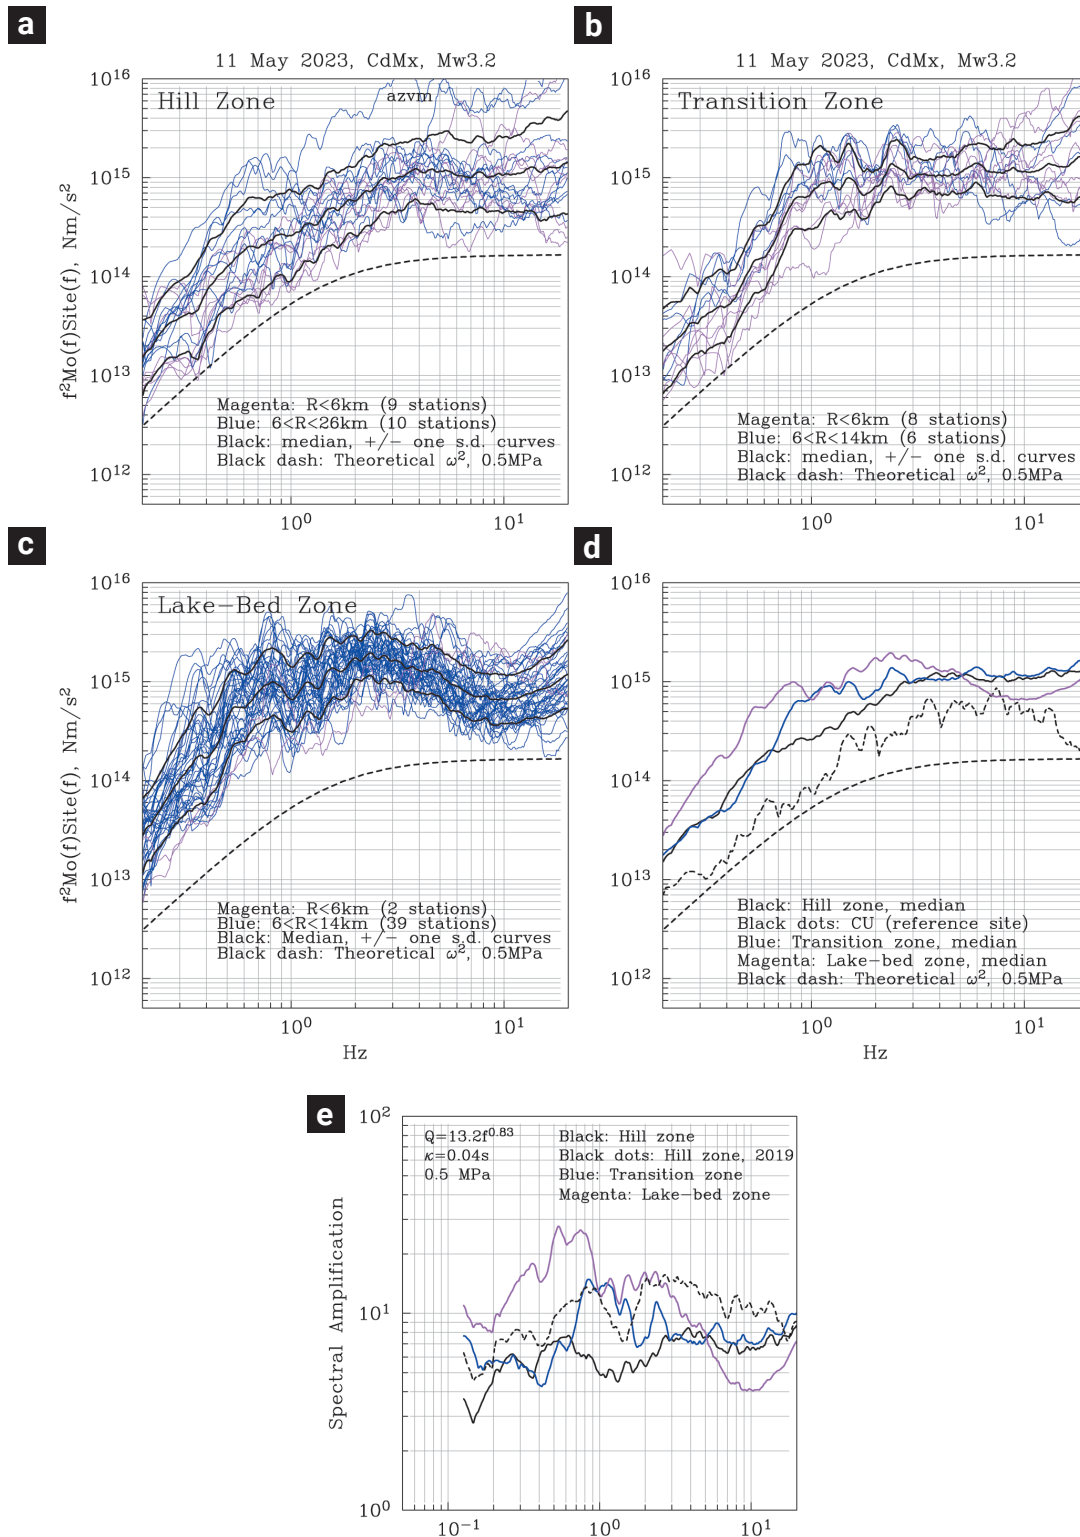 a
11 May 2023, CdMx, Mw3.2
10^16
10^15
10^14
10^13
10^12
f²Mo(f)Site(f), Nm/s²
Hill Zone
azvm
Magenta: R<6km (9 stations)
Blue: 6<R<26km (10 stations)
Black: median, +/− one s.d. curves
Black dash: Theoretical ω², 0.5MPa
10^0
10^1
b
11 May 2023, CdMx, Mw3.2
10^16
10^15
10^14
10^13
10^12
Transition Zone
Magenta: R<6km (8 stations)
Blue: 6<R<14km (6 stations)
Black: median, +/− one s.d. curves
Black dash: Theoretical ω², 0.5MPa
10^0
10^1
c
10^16
10^15
10^14
10^13
10^12
f²Mo(f)Site(f), Nm/s²
Lake−Bed Zone
Magenta: R<6km (2 stations)
Blue: 6<R<14km (39 stations)
Black: Median, +/− one s.d. curves
Black dash: Theoretical ω², 0.5MPa
10^0
10^1
Hz
d
10^16
10^15
10^14
10^13
10^12
Black: Hill zone, median
Black dots: CU (reference site)
Blue: Transition zone, median
Magenta: Lake−bed zone, median
Black dash: Theoretical ω², 0.5MPa
10^0
10^1
Hz
e
10^2
10^1
10^0
Spectral Amplification
Q=13.2f^0.83
κ=0.04s
0.5 MPa
Black: Hill zone
Black dots: Hill zone, 2019
Blue: Transition zone
Magenta: Lake−bed zone
10^−1
10^0
10^1